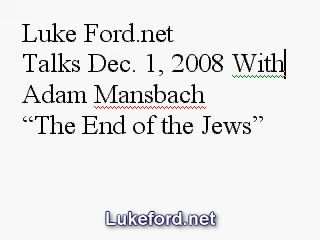 Luke Ford.net
Talks Dec. 1, 2008 With
Adam Mansbach
“The End of the Jews”
Lukeford.net